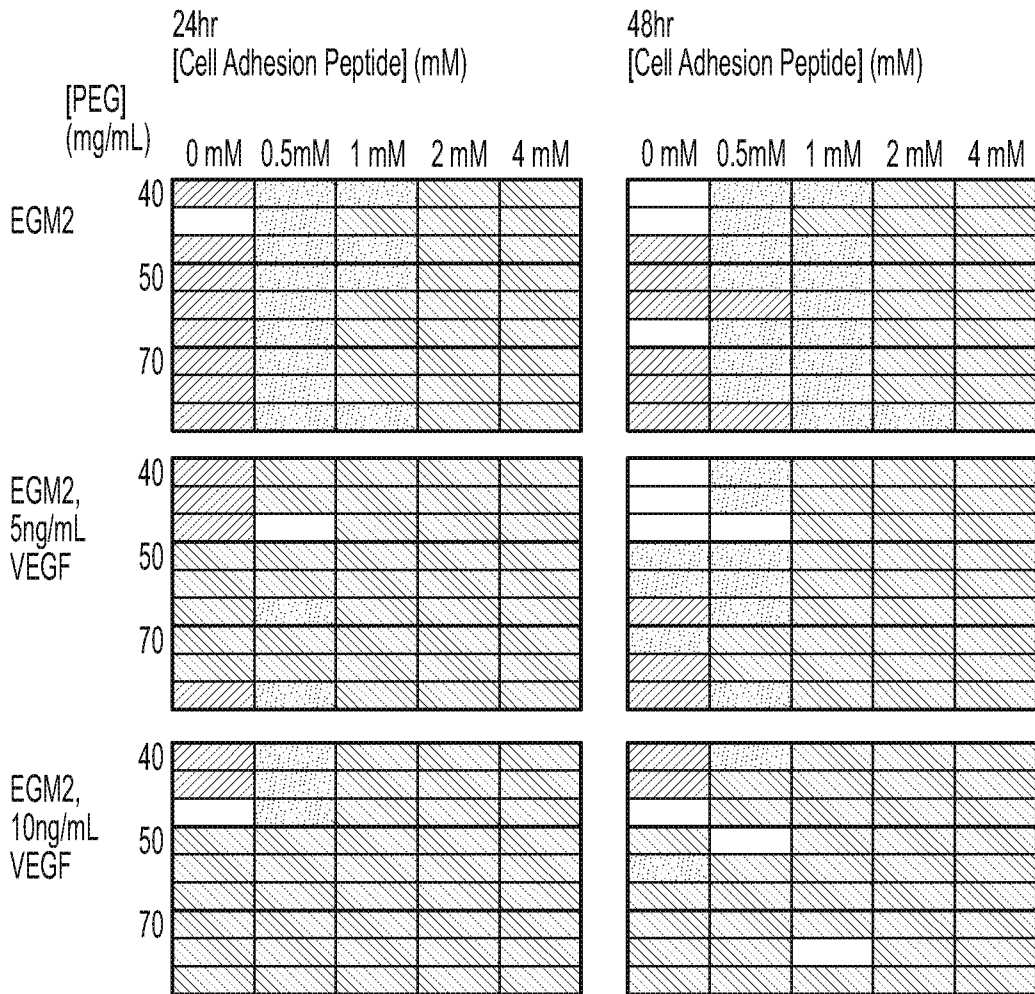 24hr
[Cell Adhesion Peptide] (mM)
48hr
[Cell Adhesion Peptide] (mM)
[PEG]
(mg/mL)
0 mM 0.5mM 1 mM 2 mM 4 mM
0 mM 0.5mM 1 mM 2 mM 4 mM
EGM2
40
50
70
EGM2,
5ng/mL
VEGF
40
50
70
EGM2,
10ng/mL
VEGF
40
50
70